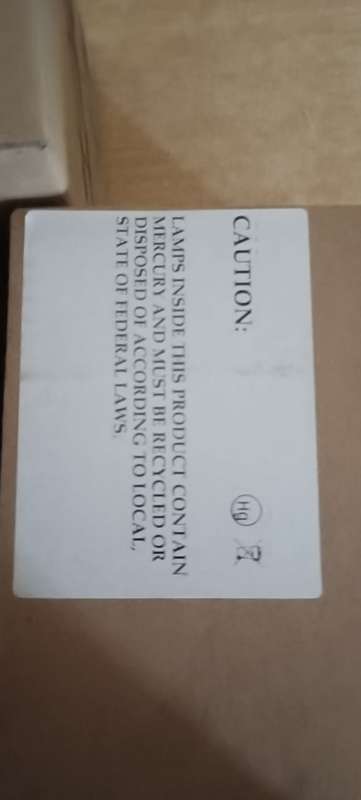 CAUTION:
Hg
LAMPS INSIDE THIS PRODUCT CONTAIN
MERCURY AND MUST BE RECYCLED OR
DISPOSED OF ACCORDING TO LOCAL,
STATE OF FEDERAL LAWS.